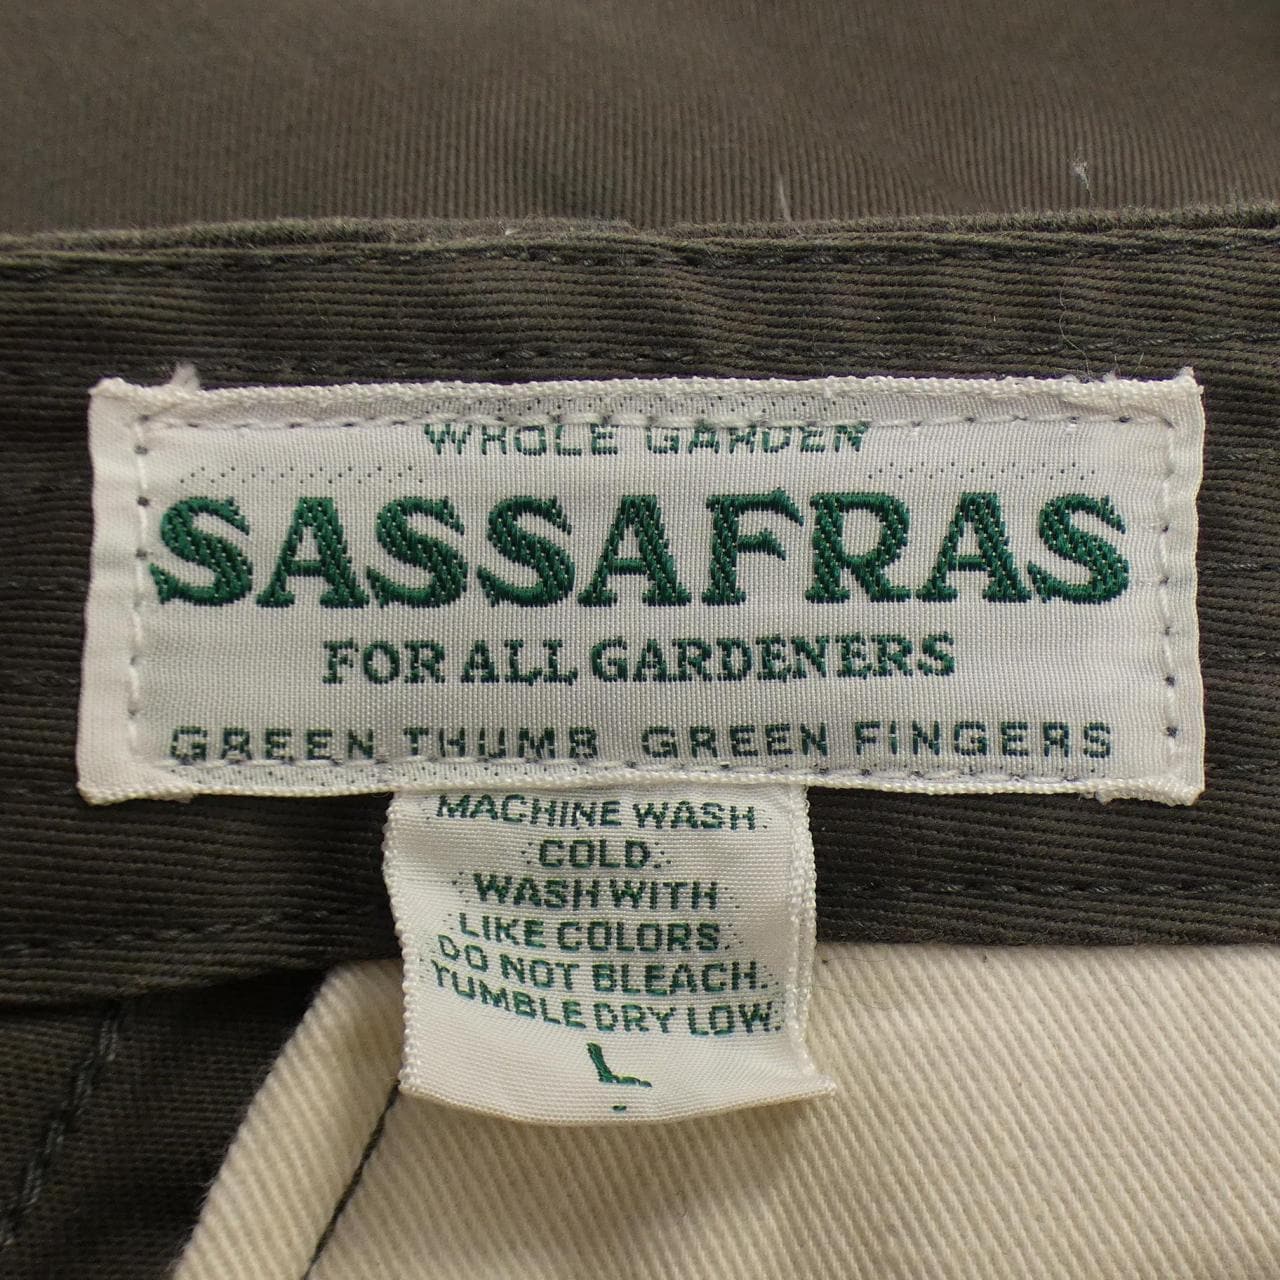 WHOLE GARDEN
SASSAFRAS
FOR ALL GARDENERS
GREEN THUMB GREEN FINGERS
MACHINE WASH
COLD.
WASH WITH
LIKE COLORS
DO NOT BLEACH.
TUMBLE DRY LOW.
L